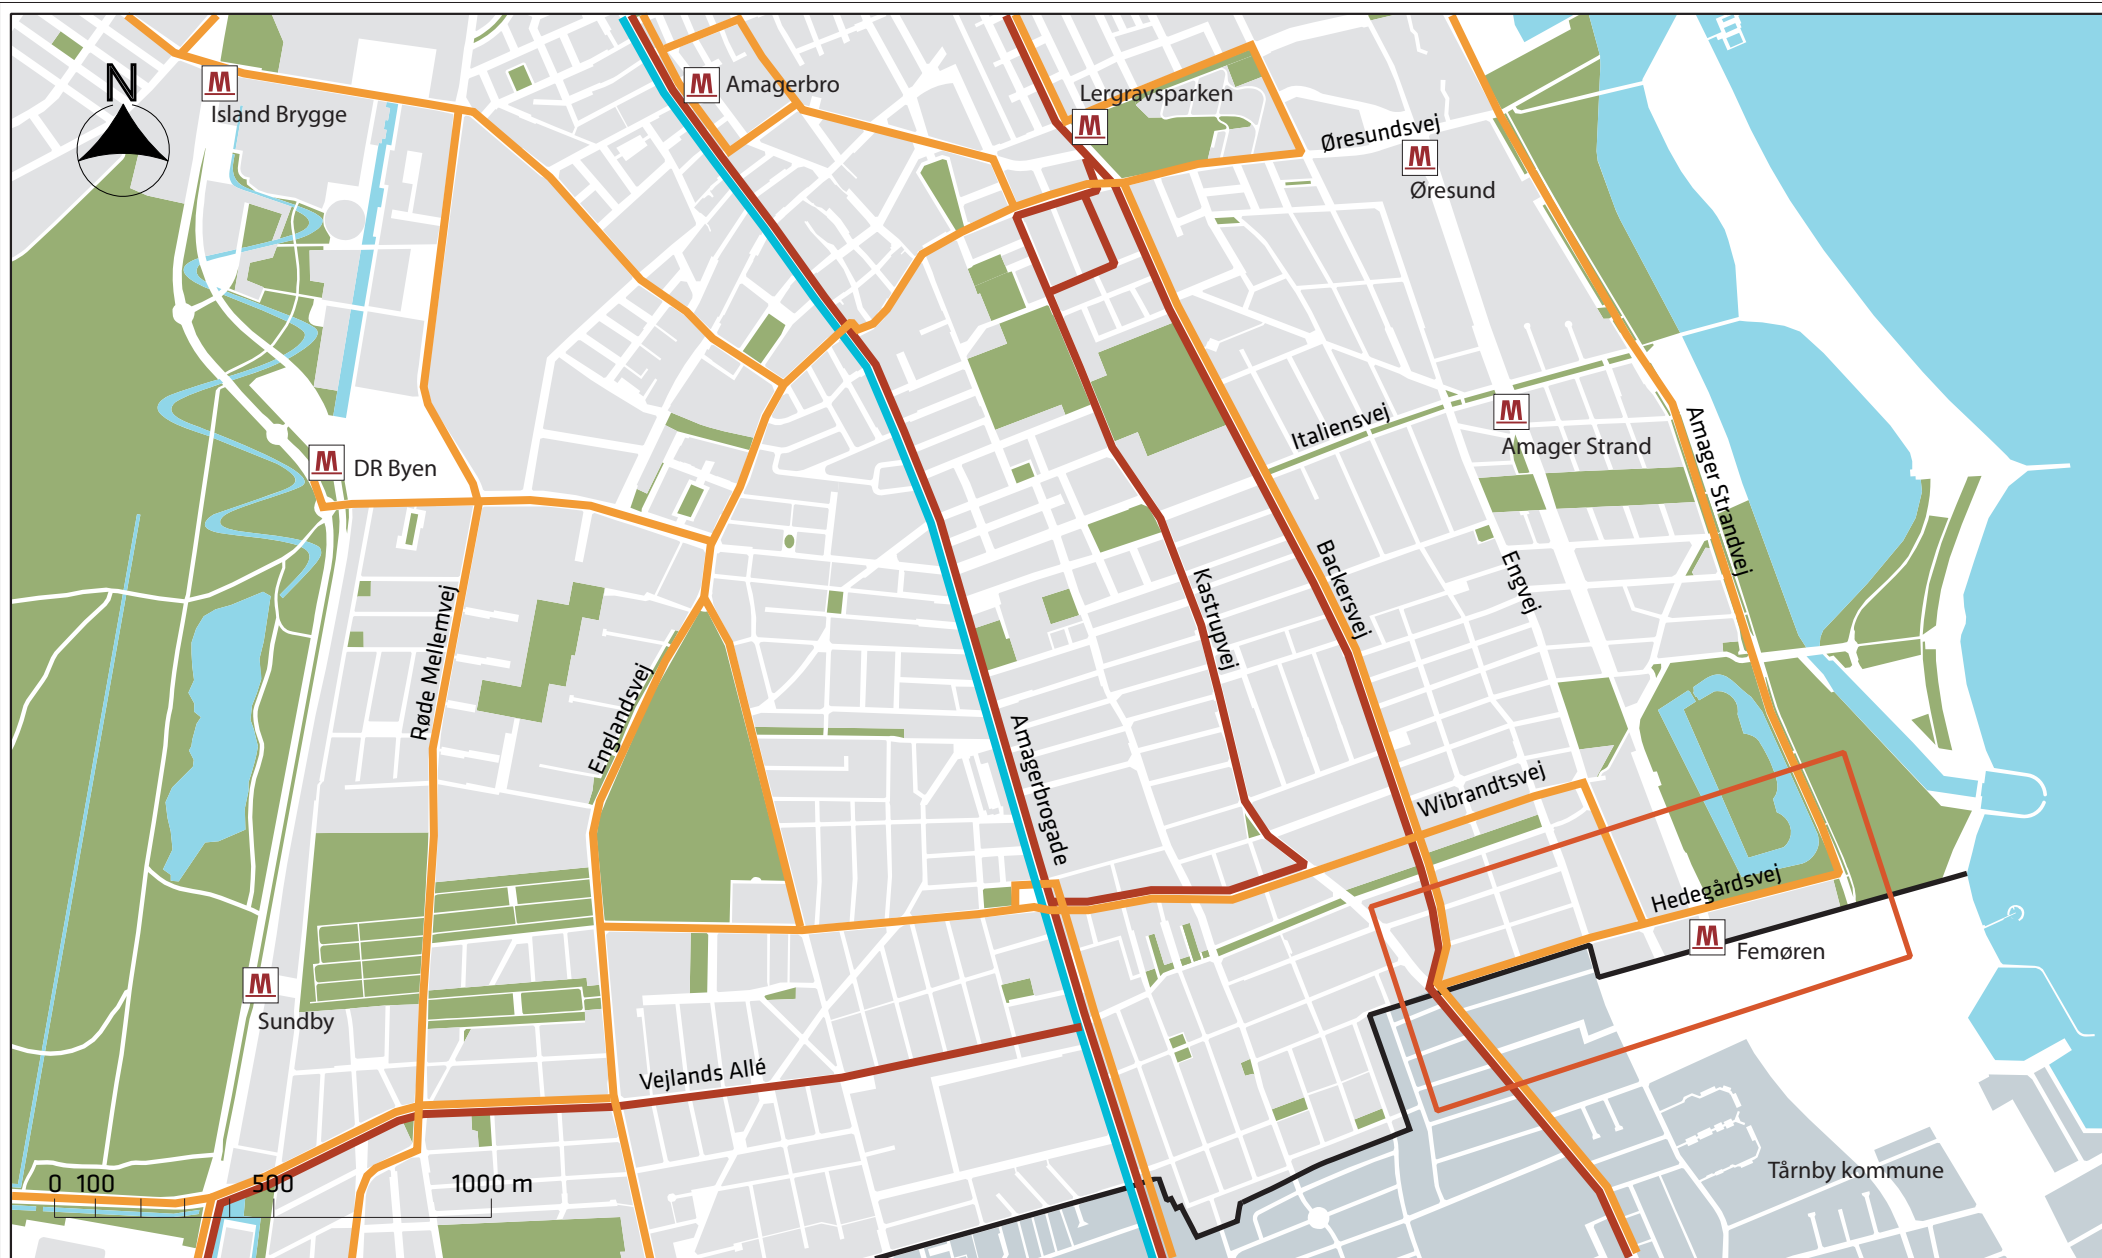 N
M
Island Brygge
M
Amagerbro
Lergravsparken
M
Øresundsvej
M
Øresund
Italiensvej
M
Amager Strand
Amager Strandvej
M
DR Byen
Røde Mellemvej
Englandsvej
Amagerbrogade
Kastrupvej
Backersvej
Engvej
Wibrandtsvej
Hedegårdsvej
M
Femøren
M
Sundby
Vejlands Allé
0 100 500 1000 m
Tårnby kommune